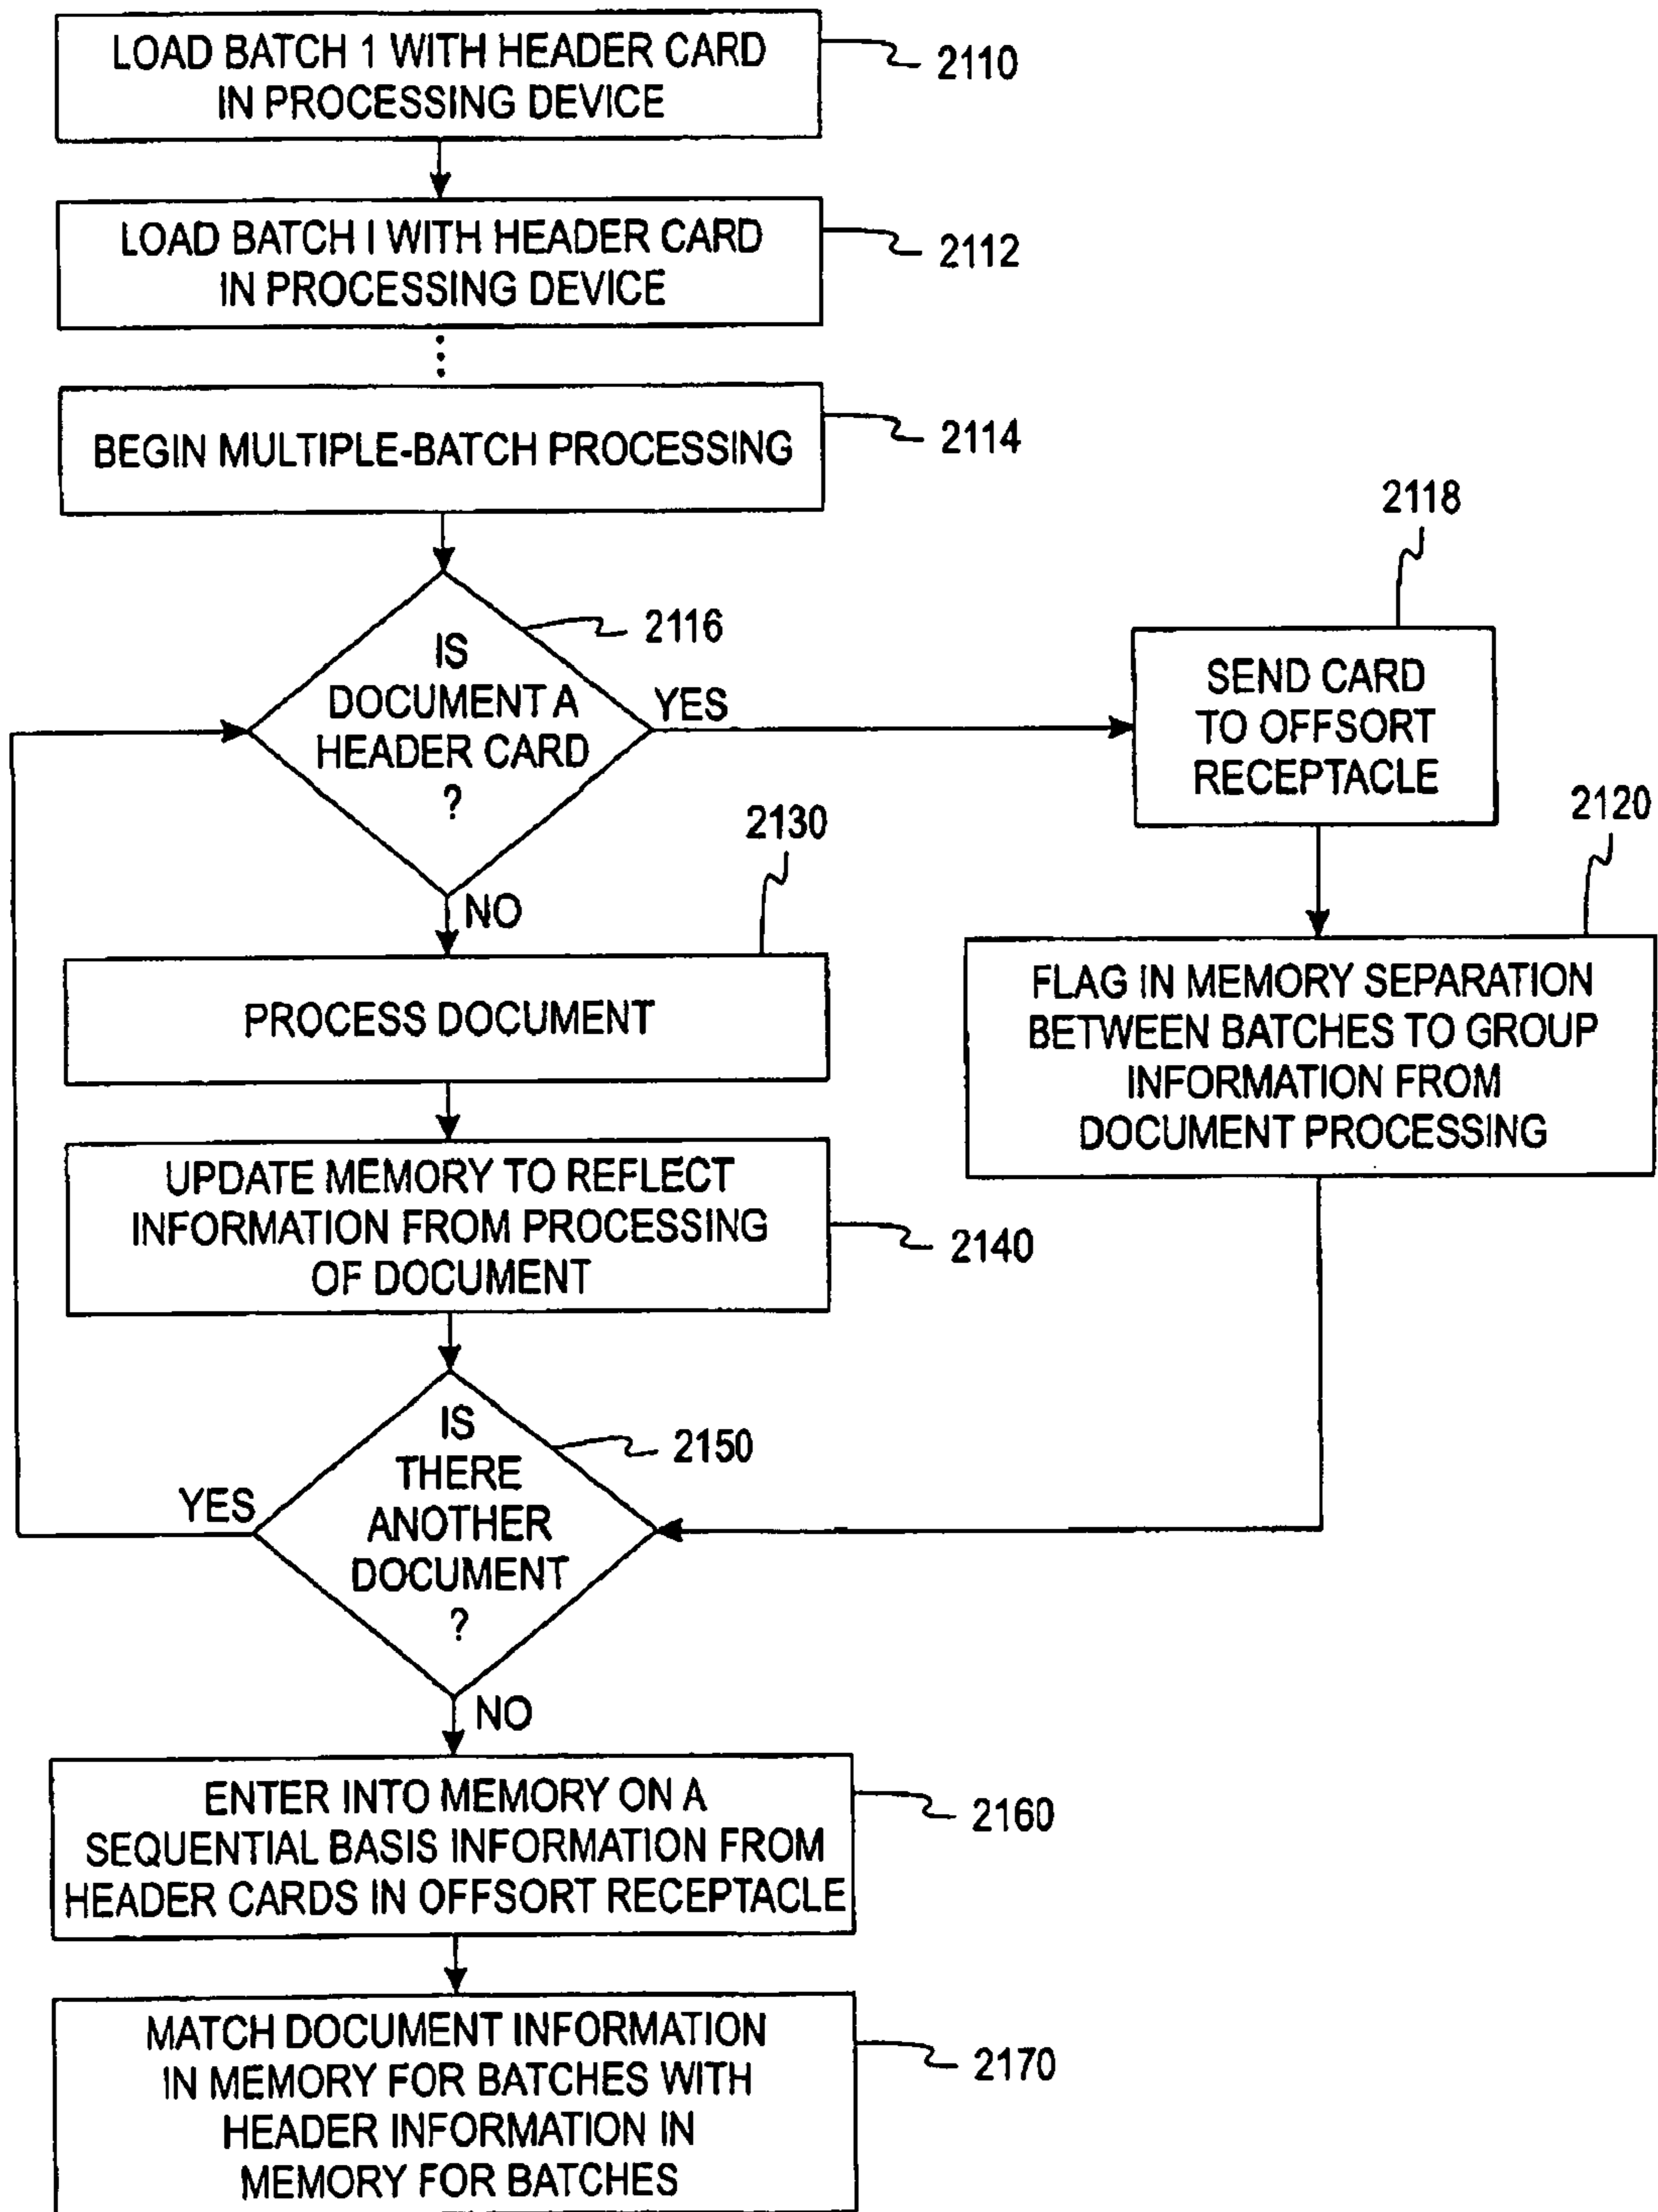 LOAD BATCH 1 WITH HEADER CARD
IN PROCESSING DEVICE
2110
LOAD BATCH I WITH HEADER CARD
IN PROCESSING DEVICE
2112
BEGIN MULTIPLE-BATCH PROCESSING
2114
IS
DOCUMENT A
HEADER CARD
?
2116
YES
NO
2118
SEND CARD
TO OFFSORT
RECEPTACLE
2120
FLAG IN MEMORY SEPARATION
BETWEEN BATCHES TO GROUP
INFORMATION FROM
DOCUMENT PROCESSING
2130
PROCESS DOCUMENT
UPDATE MEMORY TO REFLECT
INFORMATION FROM PROCESSING
OF DOCUMENT
2140
IS
THERE
ANOTHER
DOCUMENT
?
2150
YES
NO
ENTER INTO MEMORY ON A
SEQUENTIAL BASIS INFORMATION FROM
HEADER CARDS IN OFFSORT RECEPTACLE
2160
MATCH DOCUMENT INFORMATION
IN MEMORY FOR BATCHES WITH
HEADER INFORMATION IN
MEMORY FOR BATCHES
2170